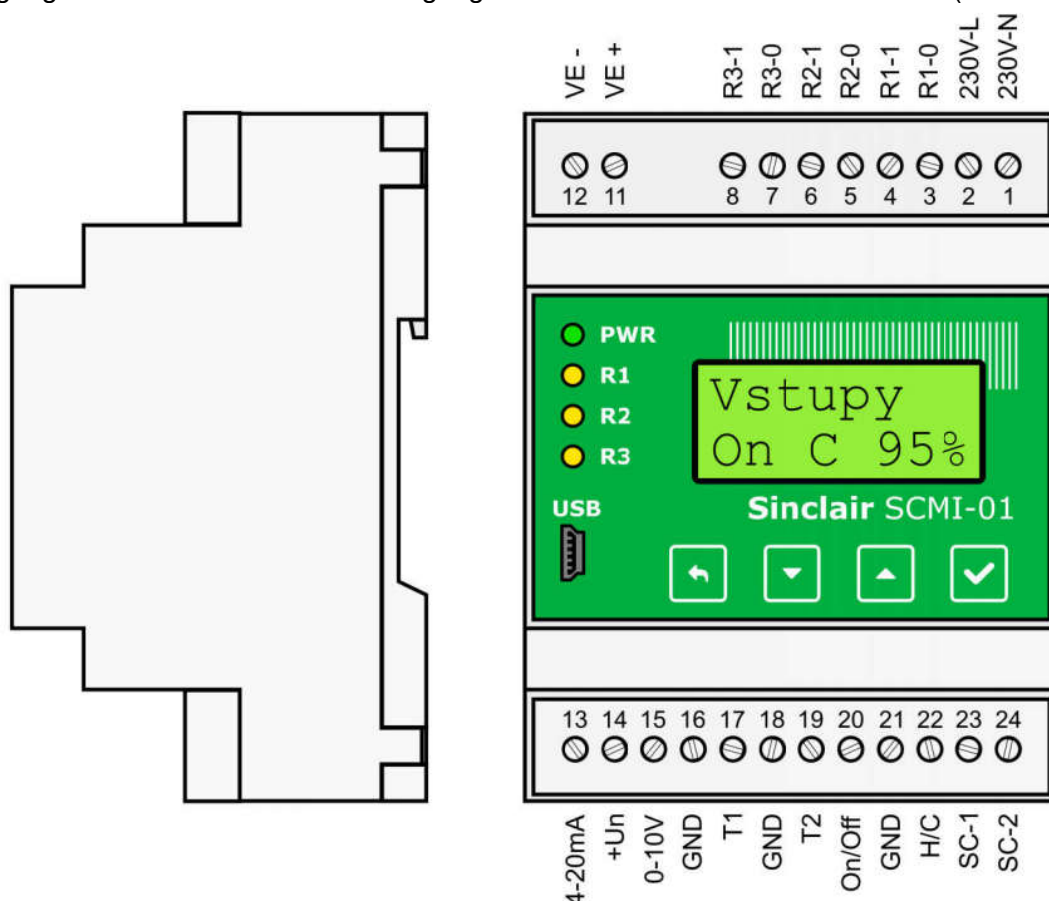 VE -
VE +
R3-1
R3-0
R2-1
R2-0
R1-1
R1-0
230V-L
230V-N
12 11 8 7 6 5 4 3 2 1
PWR
R1
R2
R3
USB
Vstupy
On C 95%
Sinclair SCMI-01
13 14 15 16 17 18 19 20 21 22 23 24
4-20mA
+Un
0-10V
GND
T1
GND
T2
On/Off
GND
H/C
SC-1
SC-2